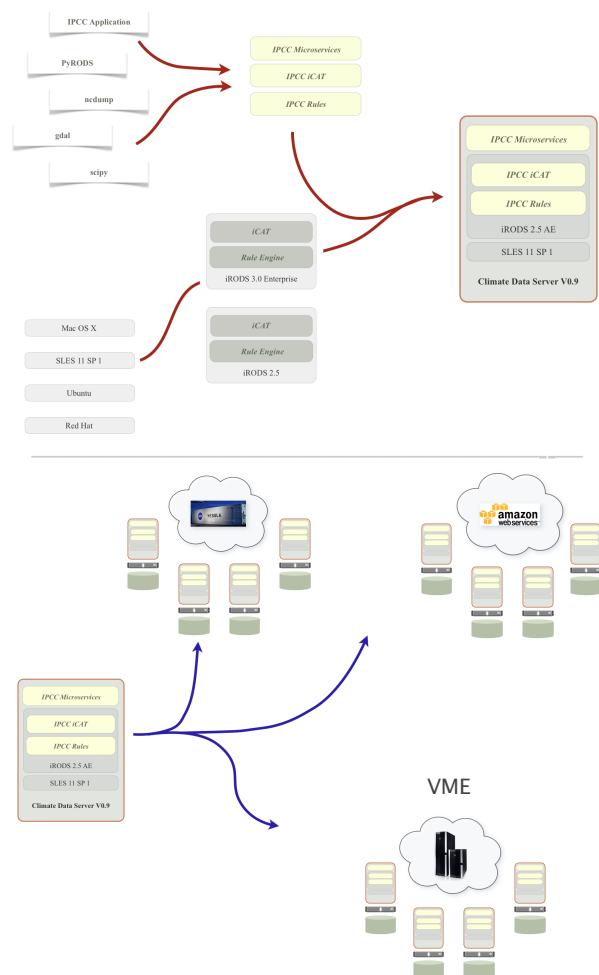 IPCC Application
PyRODS
ncdump
gdal
scipy
IPCC Microservices
IPCC iCAT
IPCC Rules
IPCC Microservices
IPCC iCAT
IPCC Rules
iRODS 2.5 AE
SLES 11 SP 1
Climate Data Server V0.9
iCAT
Rule Engine
iRODS 3.0 Enterprise
iCAT
Rule Engine
iRODS 2.5
Mac OS X
SLES 11 SP 1
Ubuntu
Red Hat
amazon
webservices
IPCC Microservices
IPCC iCAT
IPCC Rules
iRODS 2.5 AE
SLES 11 SP 1
Climate Data Server V0.9
VME